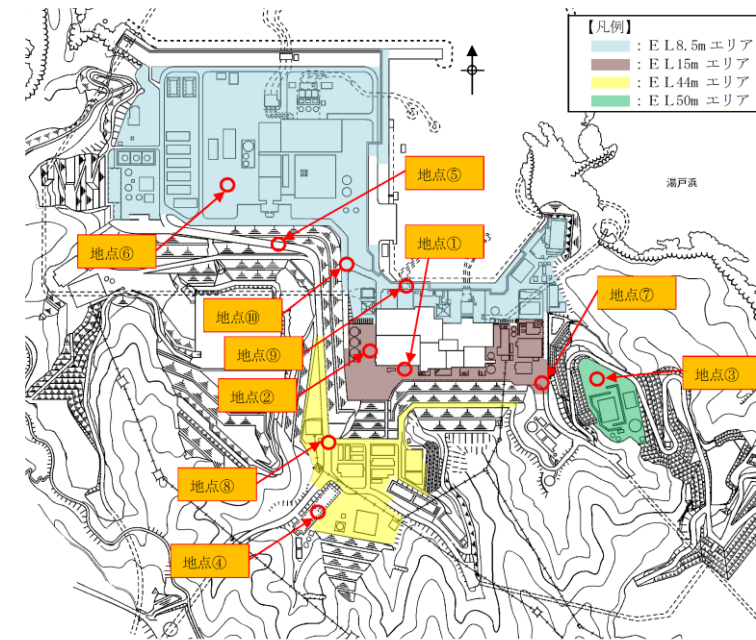 【凡例】
：ＥＬ8.5m エリア
：ＥＬ15m エリア
：ＥＬ44m エリア
：ＥＬ50m エリア
湯戸浜
地点⑤
地点①
地点⑥
地点⑦
地点⑩
地点⑨
地点③
地点②
地点⑧
地点④